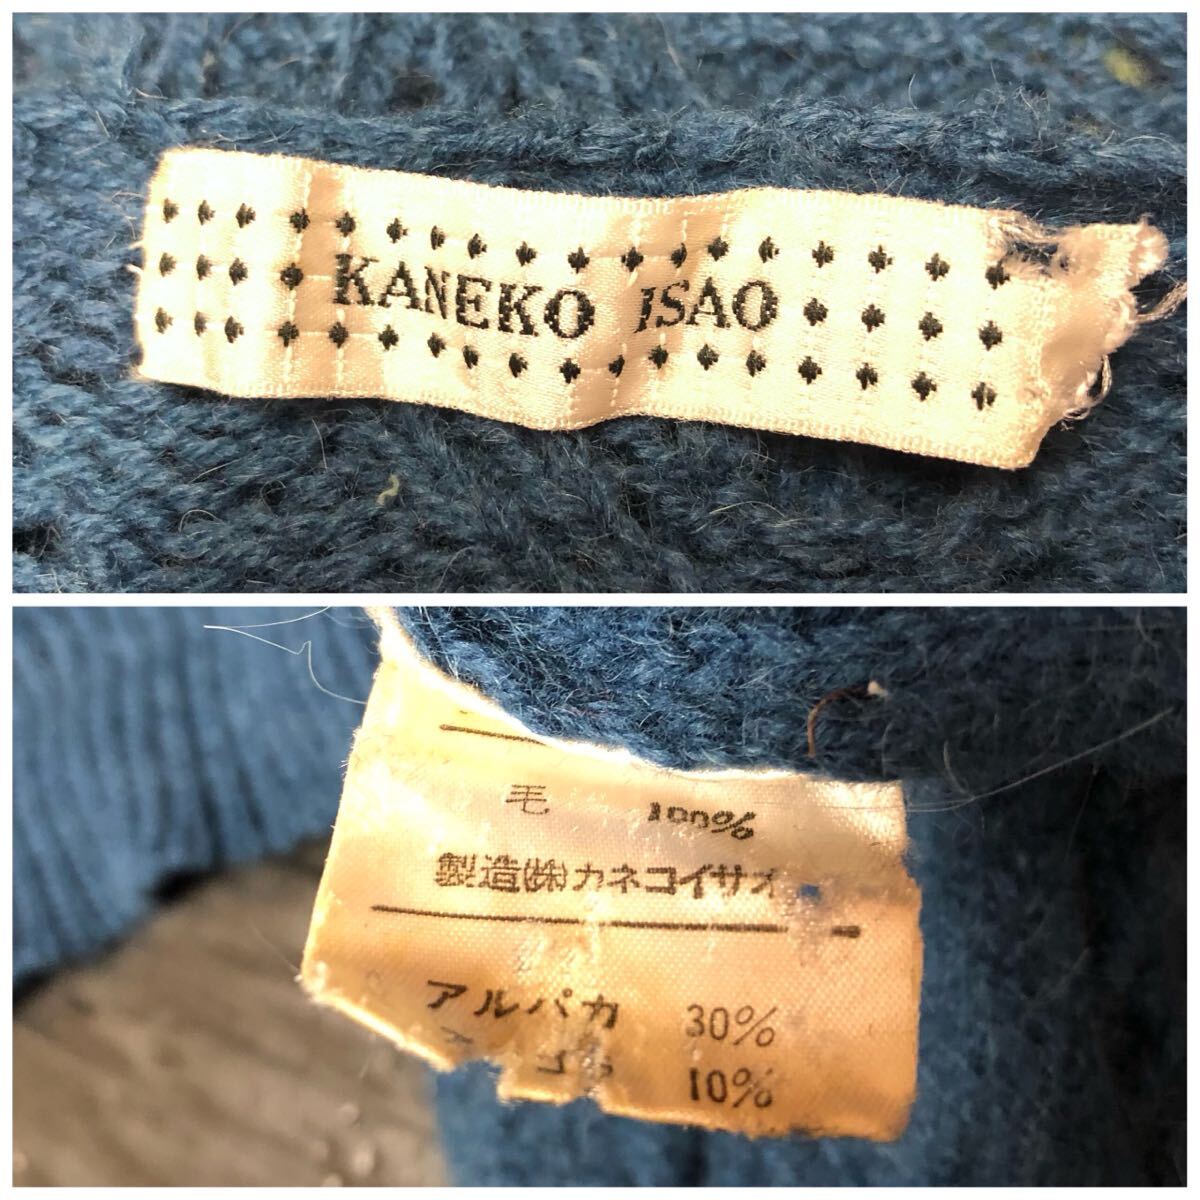 KANEKO ISAO
毛 100%
製造㈱カネコイサオ
アルパカ 30%
10%